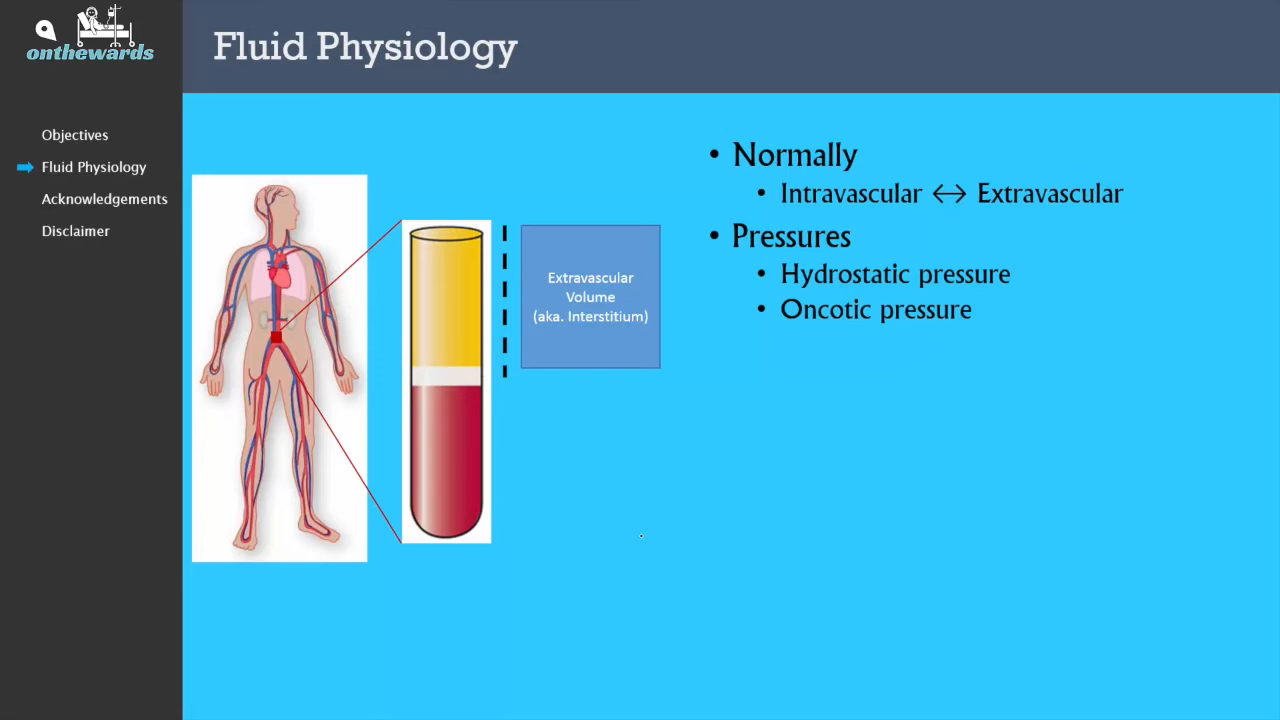 onthewards
Fluid Physiology
Objectives
Fluid Physiology
Acknowledgements
Disclaimer
Extravascular
Volume
(aka. Interstitium)
• Normally
• Intravascular ↔ Extravascular
• Pressures
• Hydrostatic pressure
• Oncotic pressure